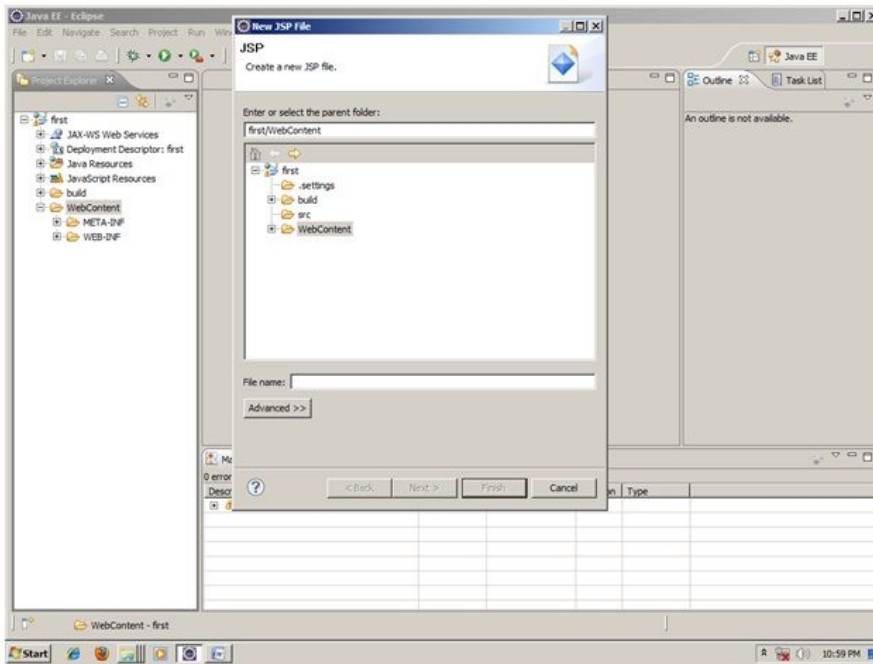 Java EE - Eclipse
File Edit Navigate Search Project Run
Project Explorer
first
JAX-WS Web Services
Deployment Descriptor: first
Java Resources
JavaScript Resources
build
WebContent
META-INF
WEB-INF
New JSP File
JSP
Create a new JSP file.
Enter or select the parent folder:
first/WebContent
first
.settings
build
src
WebContent
File name:
Advanced >>
< Back Next > Finish Cancel
Java EE
Outline Task List
An outline is not available.
0 error
Type
WebContent - first
Start 10:59 PM